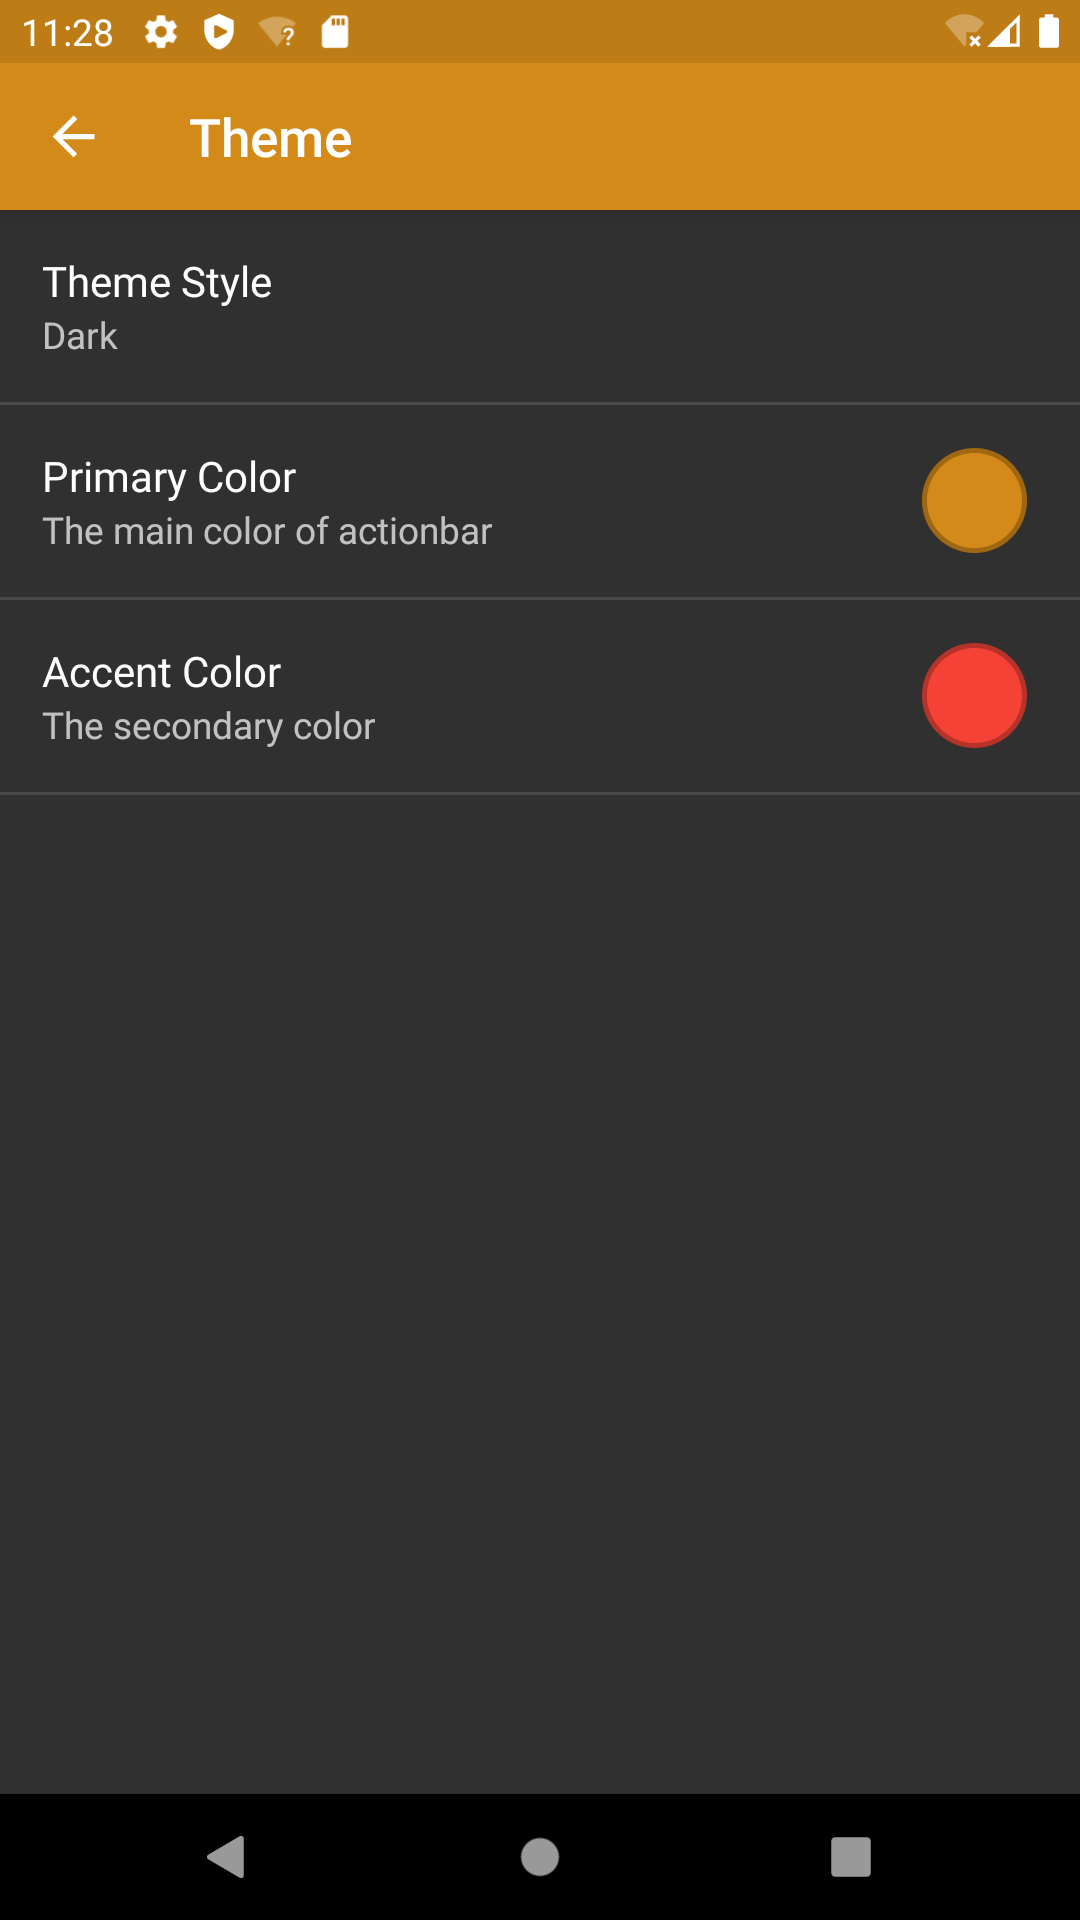 11:28
Theme
Theme Style
Dark
Primary Color
The main color of actionbar
Accent Color
The secondary color